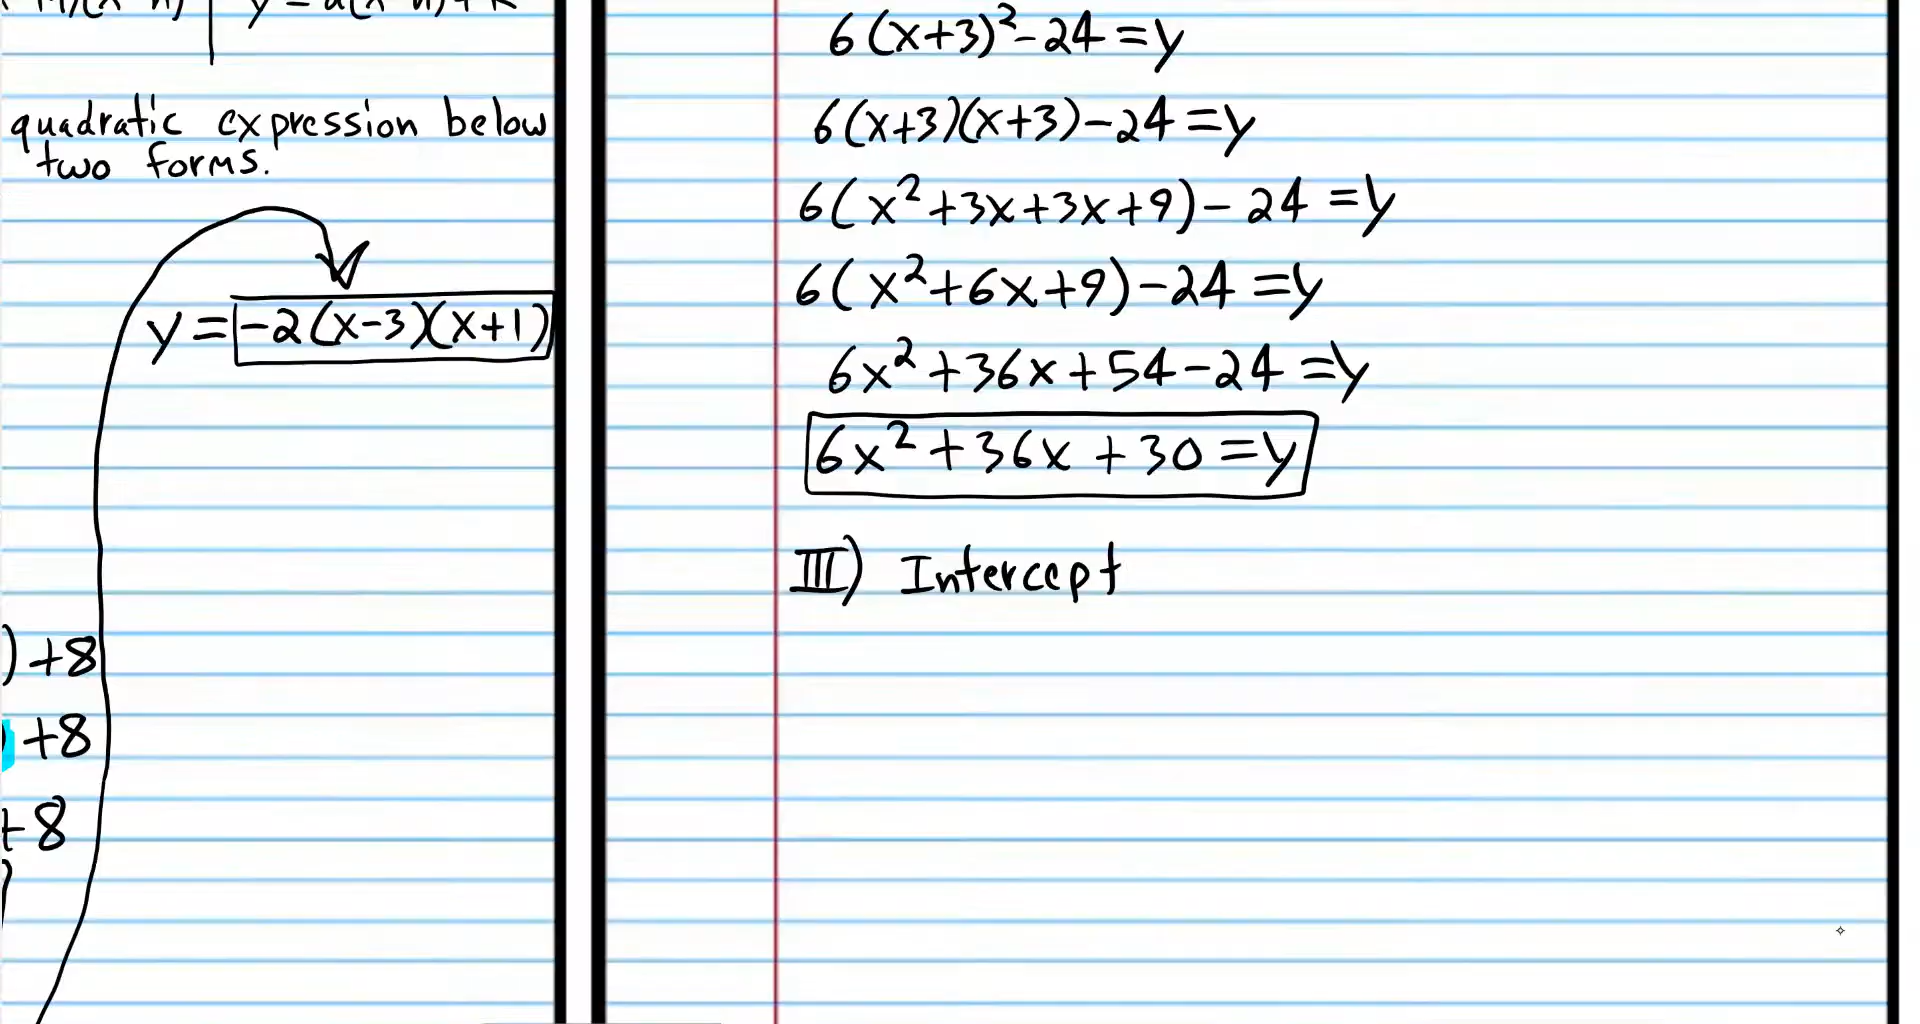 quadratic expression below
two forms.
y = -2(x-3)(x+1)
) +8
+8
+8
6(x+3)²-24=y
6(x+3)(x+3)-24=y
6(x²+3x+3x+9)-24=y
6(x²+6x+9)-24=y
6x²+36x+54-24=y
6x²+36x+30=y
III) Intercept